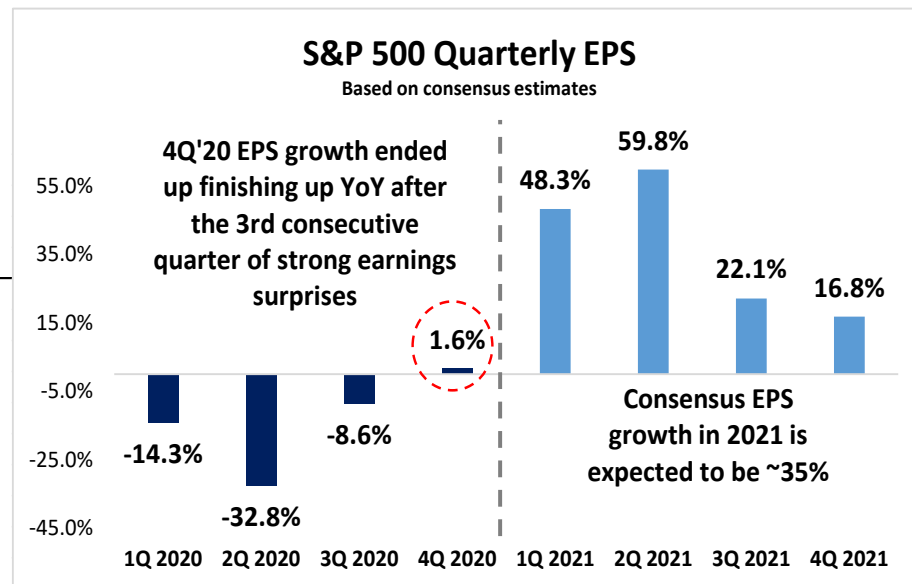 S&P 500 Quarterly EPS
Based on consensus estimates
4Q'20 EPS growth ended
up finishing up YoY after
the 3rd consecutive
quarter of strong earnings
surprises
55.0%
35.0%
15.0%
-5.0%
-25.0%
-45.0%
-14.3%
-32.8%
-8.6%
1.6%
48.3%
59.8%
22.1%
16.8%
Consensus EPS
growth in 2021 is
expected to be ~35%
1Q 2020 2Q 2020 3Q 2020 4Q 2020 1Q 2021 2Q 2021 3Q 2021 4Q 2021